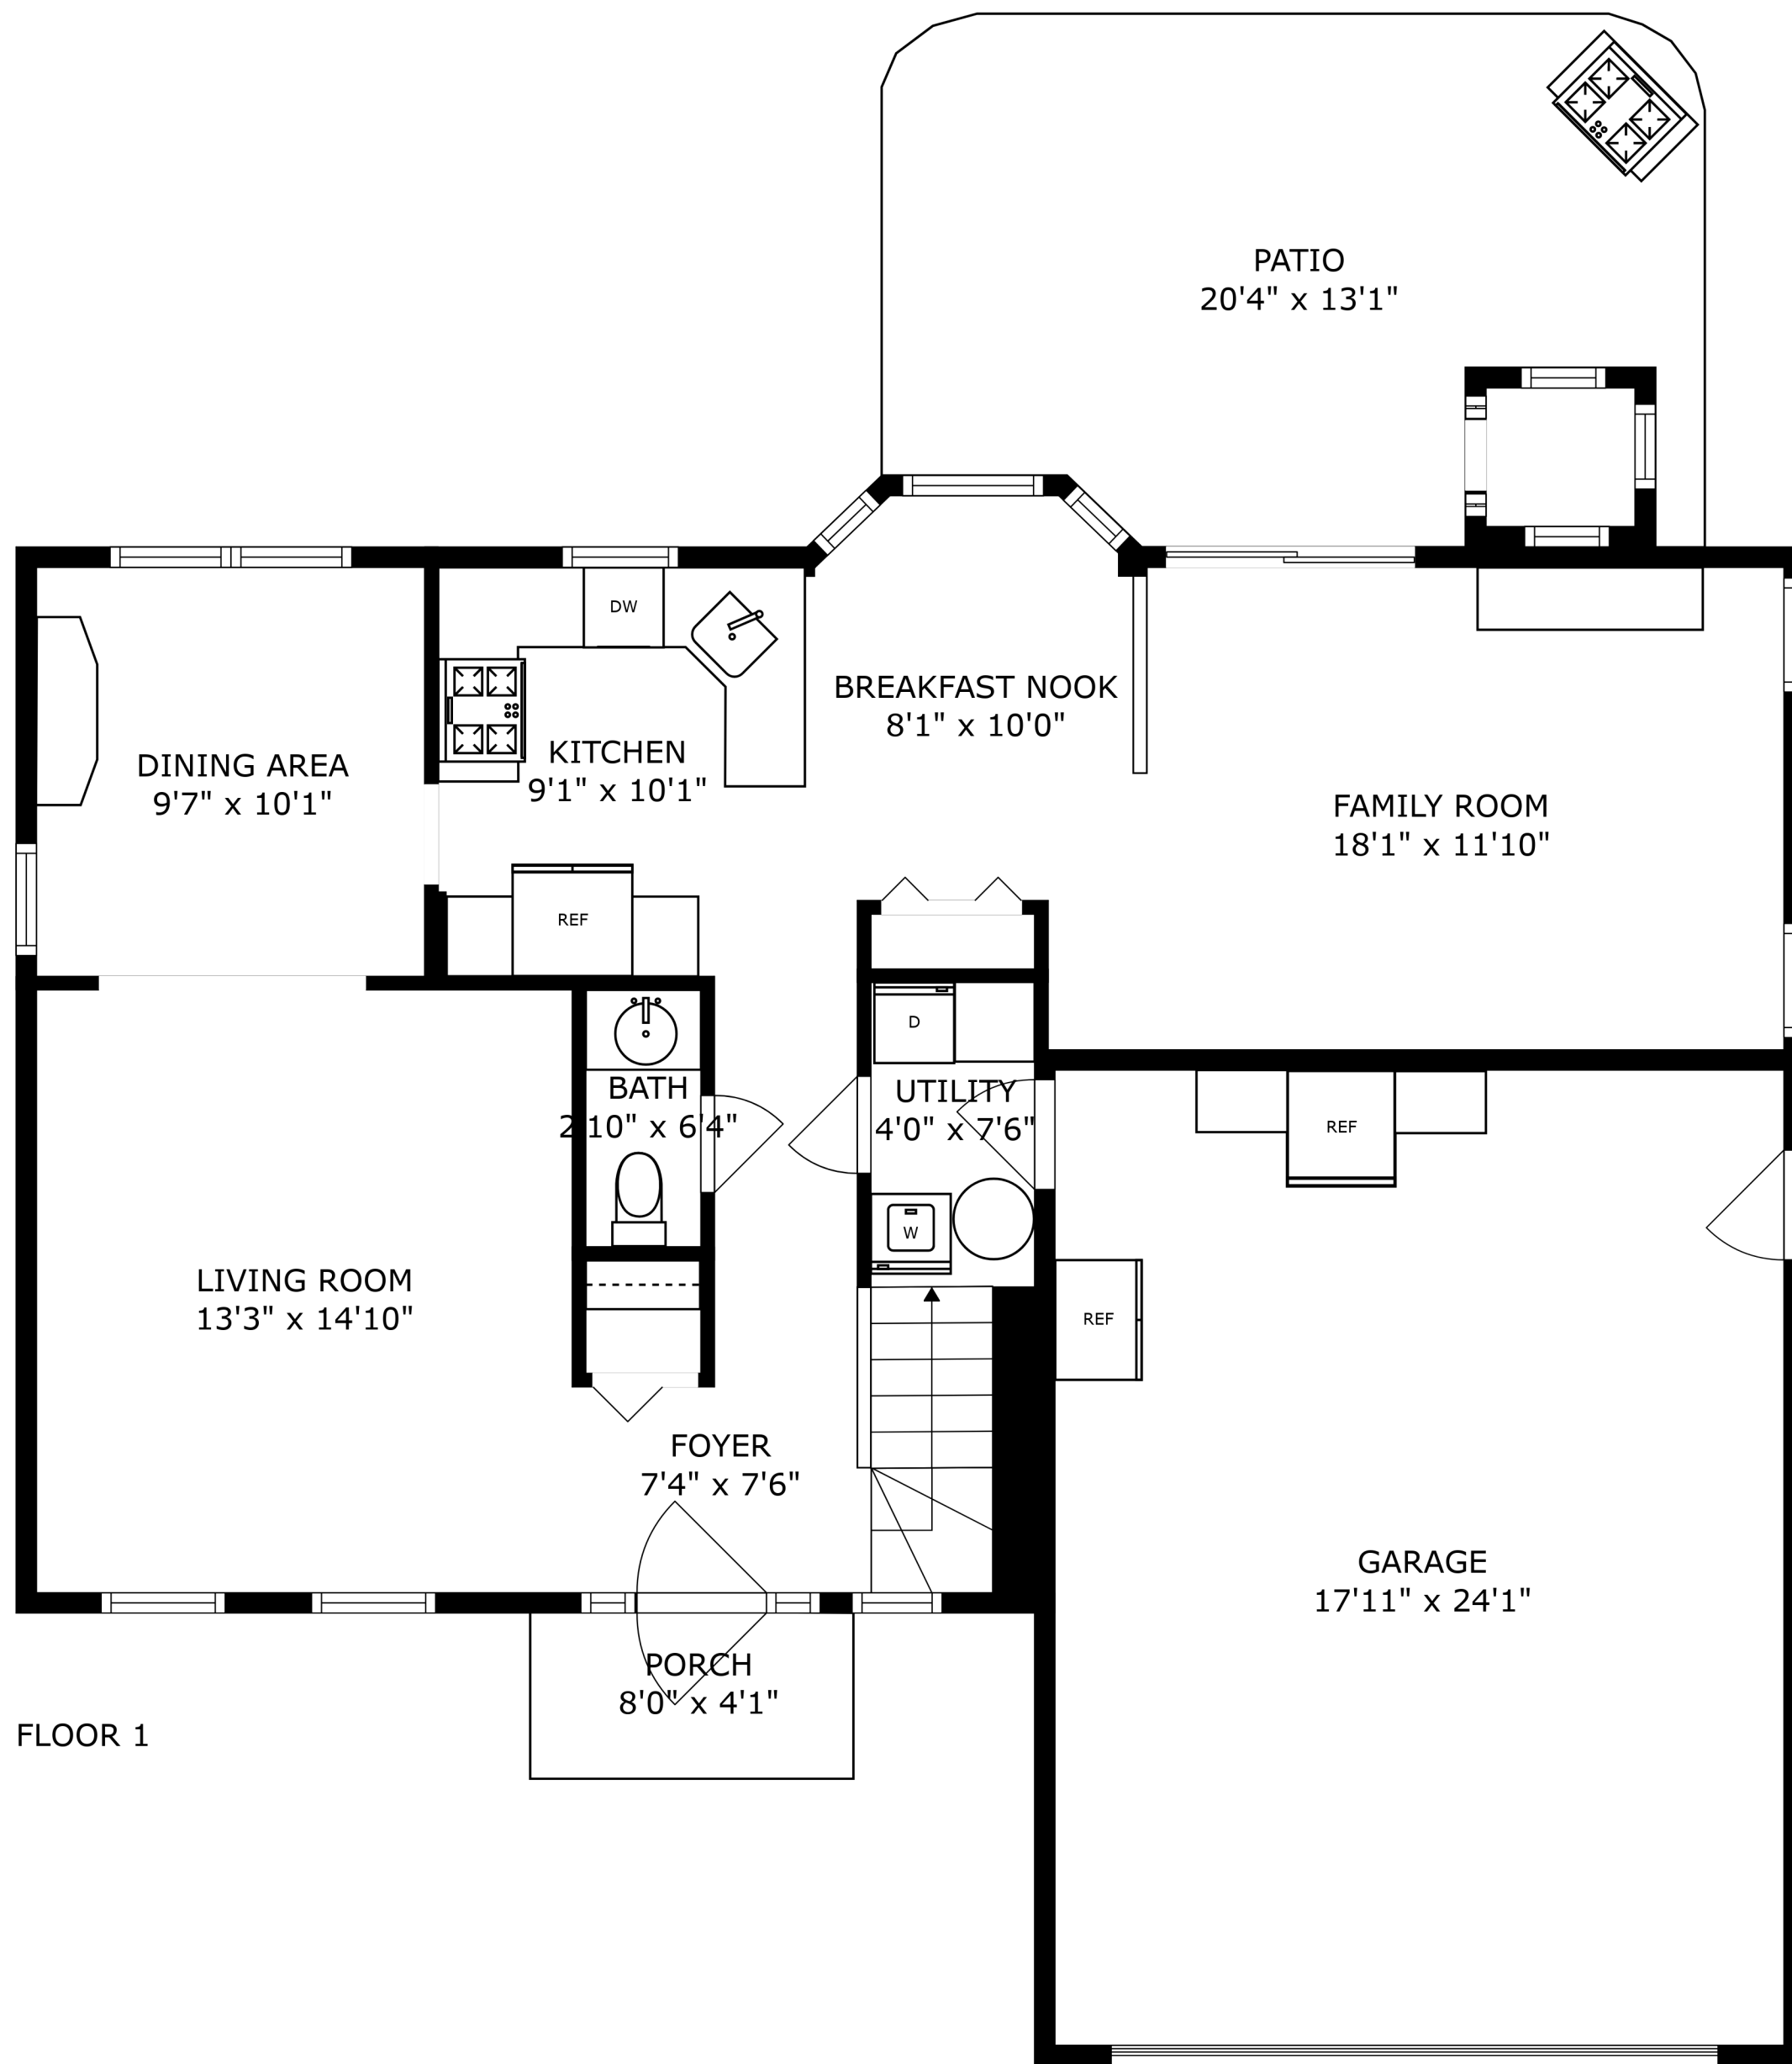 PATIO
20'4" x 13'1"
DW
BREAKFAST NOOK
8'1" x 10'0"
KITCHEN
9'1" x 10'1"
DINING AREA
9'7" x 10'1"
FAMILY ROOM
18'1" x 11'10"
REF
D
BATH
2'10" x 6'4"
UTILITY
4'0" x 7'6"
REF
W
LIVING ROOM
13'3" x 14'10"
REF
FOYER
7'4" x 7'6"
GARAGE
17'11" x 24'1"
PORCH
8'0" x 4'1"
FLOOR 1